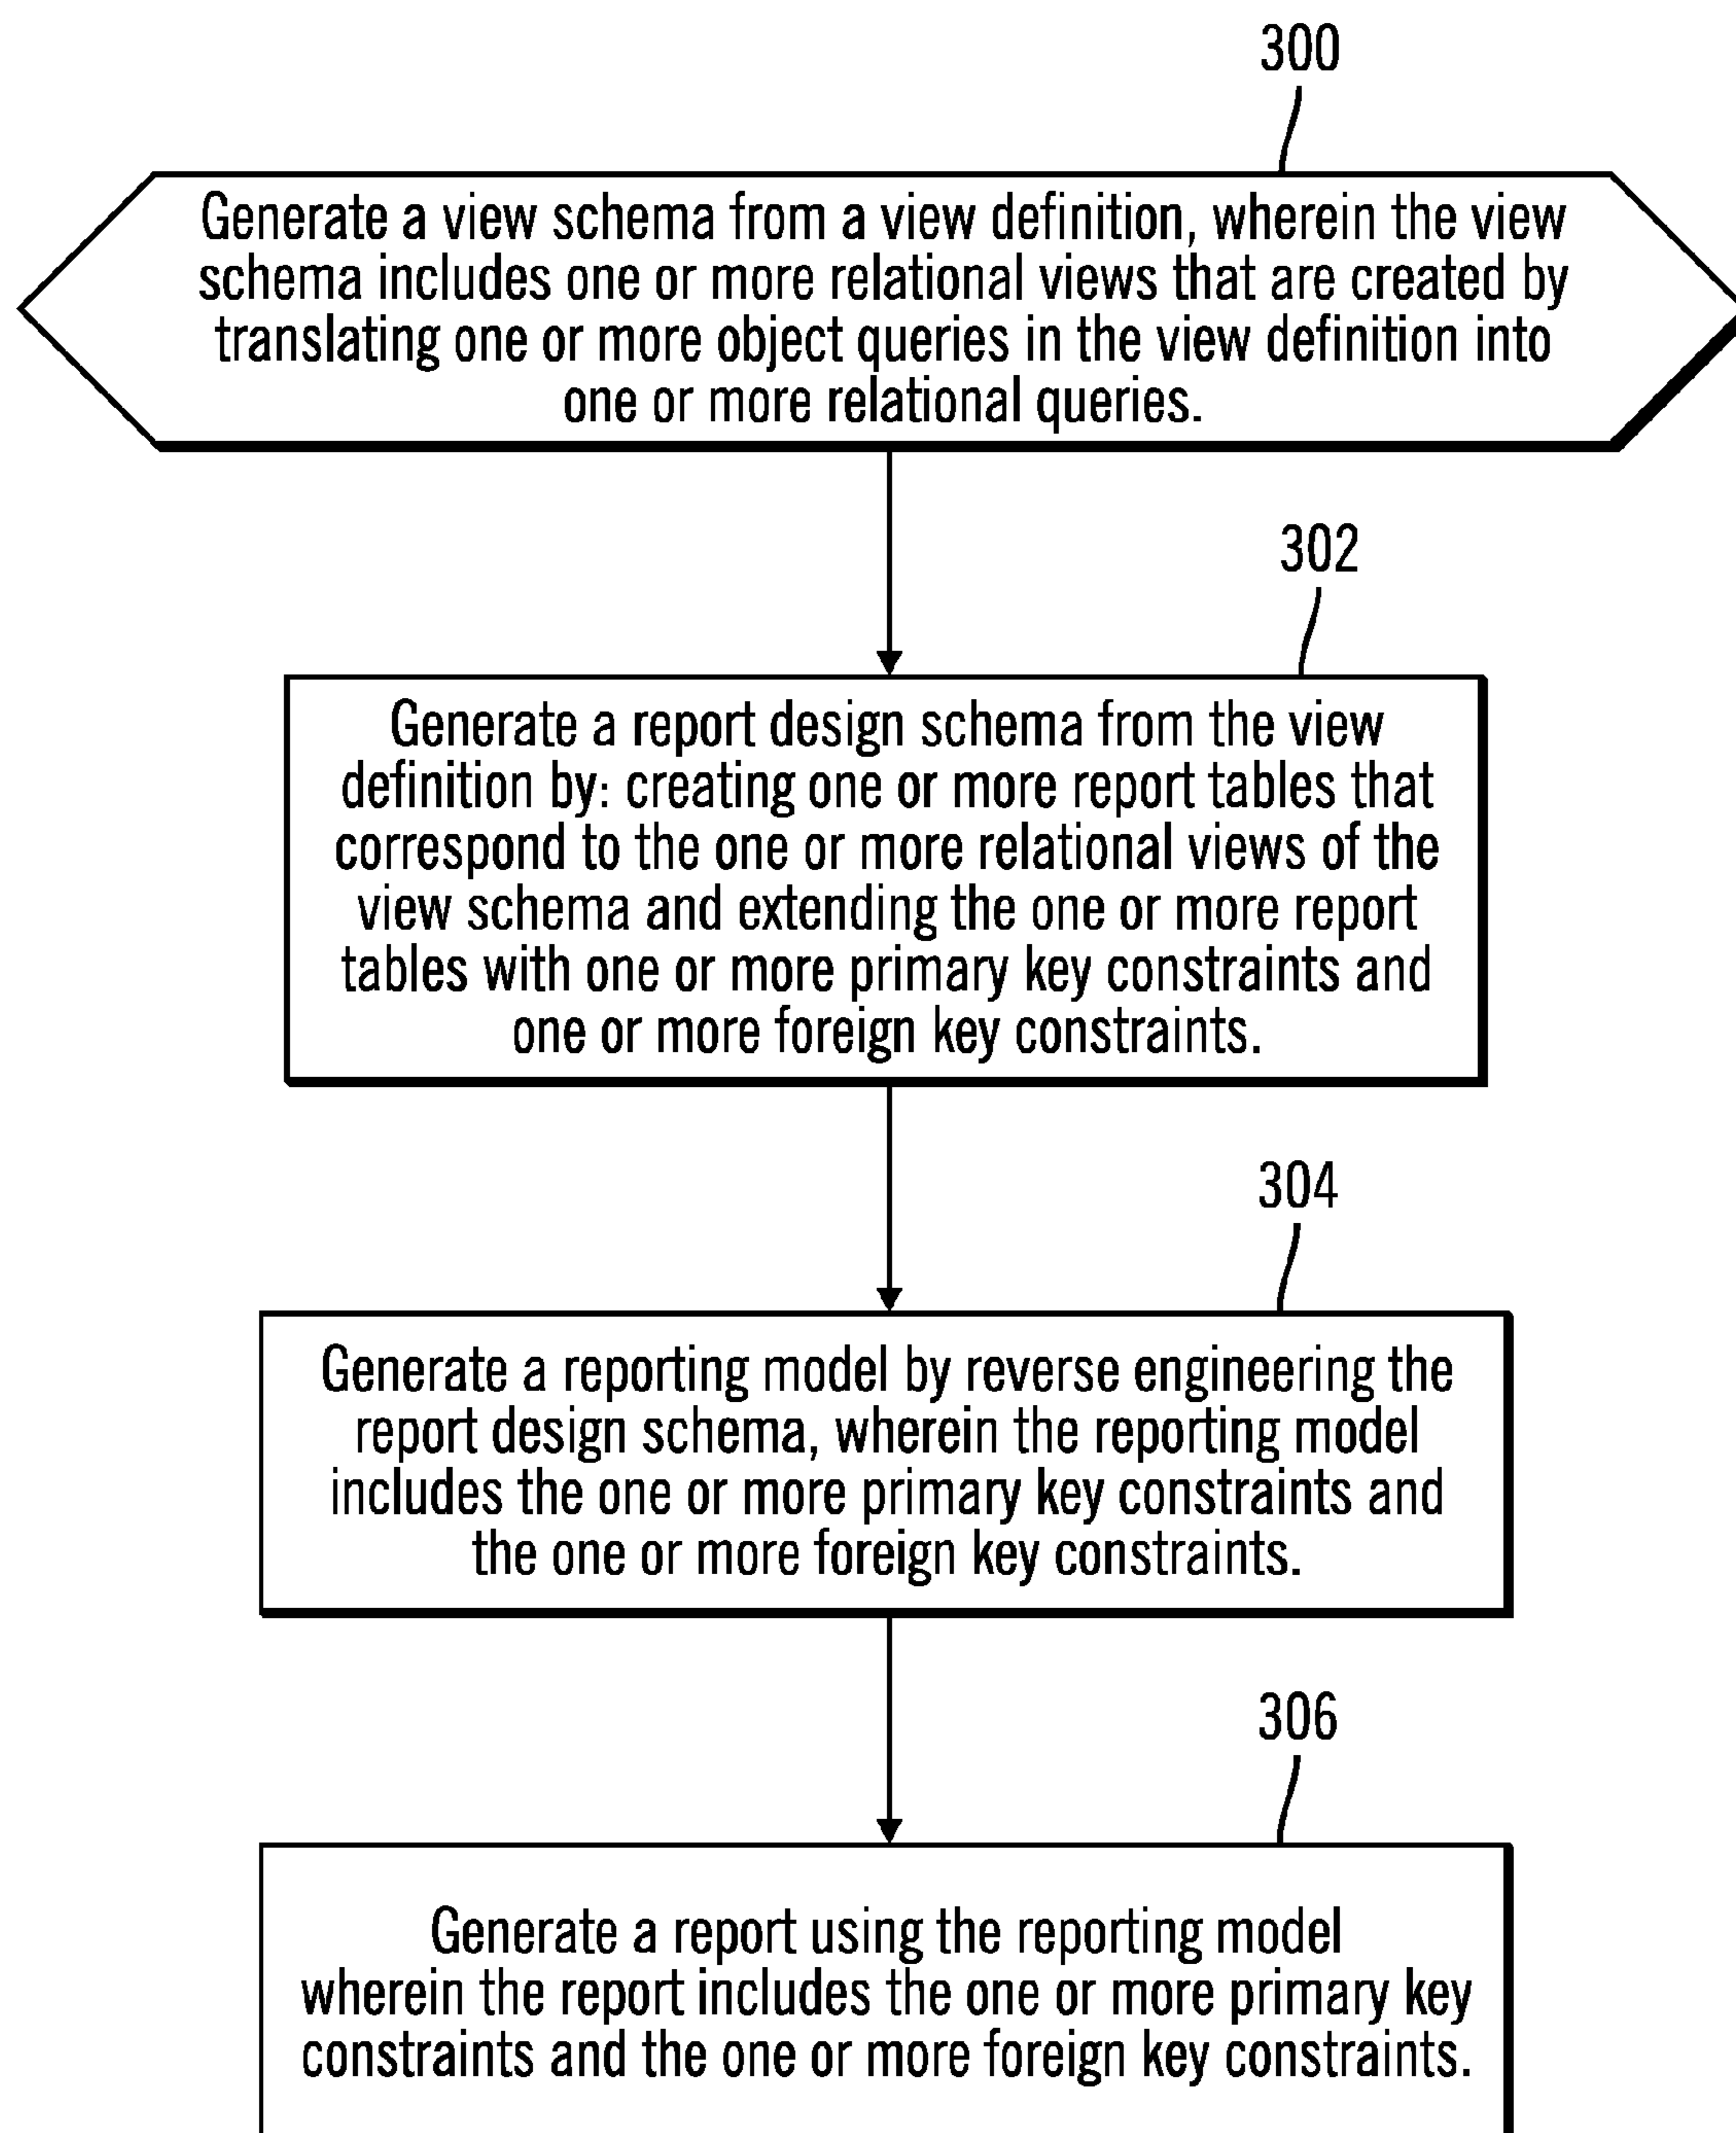 300
Generate a view schema from a view definition, wherein the view
schema includes one or more relational views that are created by
translating one or more object queries in the view definition into
one or more relational queries.
302
Generate a report design schema from the view
definition by: creating one or more report tables that
correspond to the one or more relational views of the
view schema and extending the one or more report
tables with one or more primary key constraints and
one or more foreign key constraints.
304
Generate a reporting model by reverse engineering the
report design schema, wherein the reporting model
includes the one or more primary key constraints and
the one or more foreign key constraints.
306
Generate a report using the reporting model
wherein the report includes the one or more primary key
constraints and the one or more foreign key constraints.